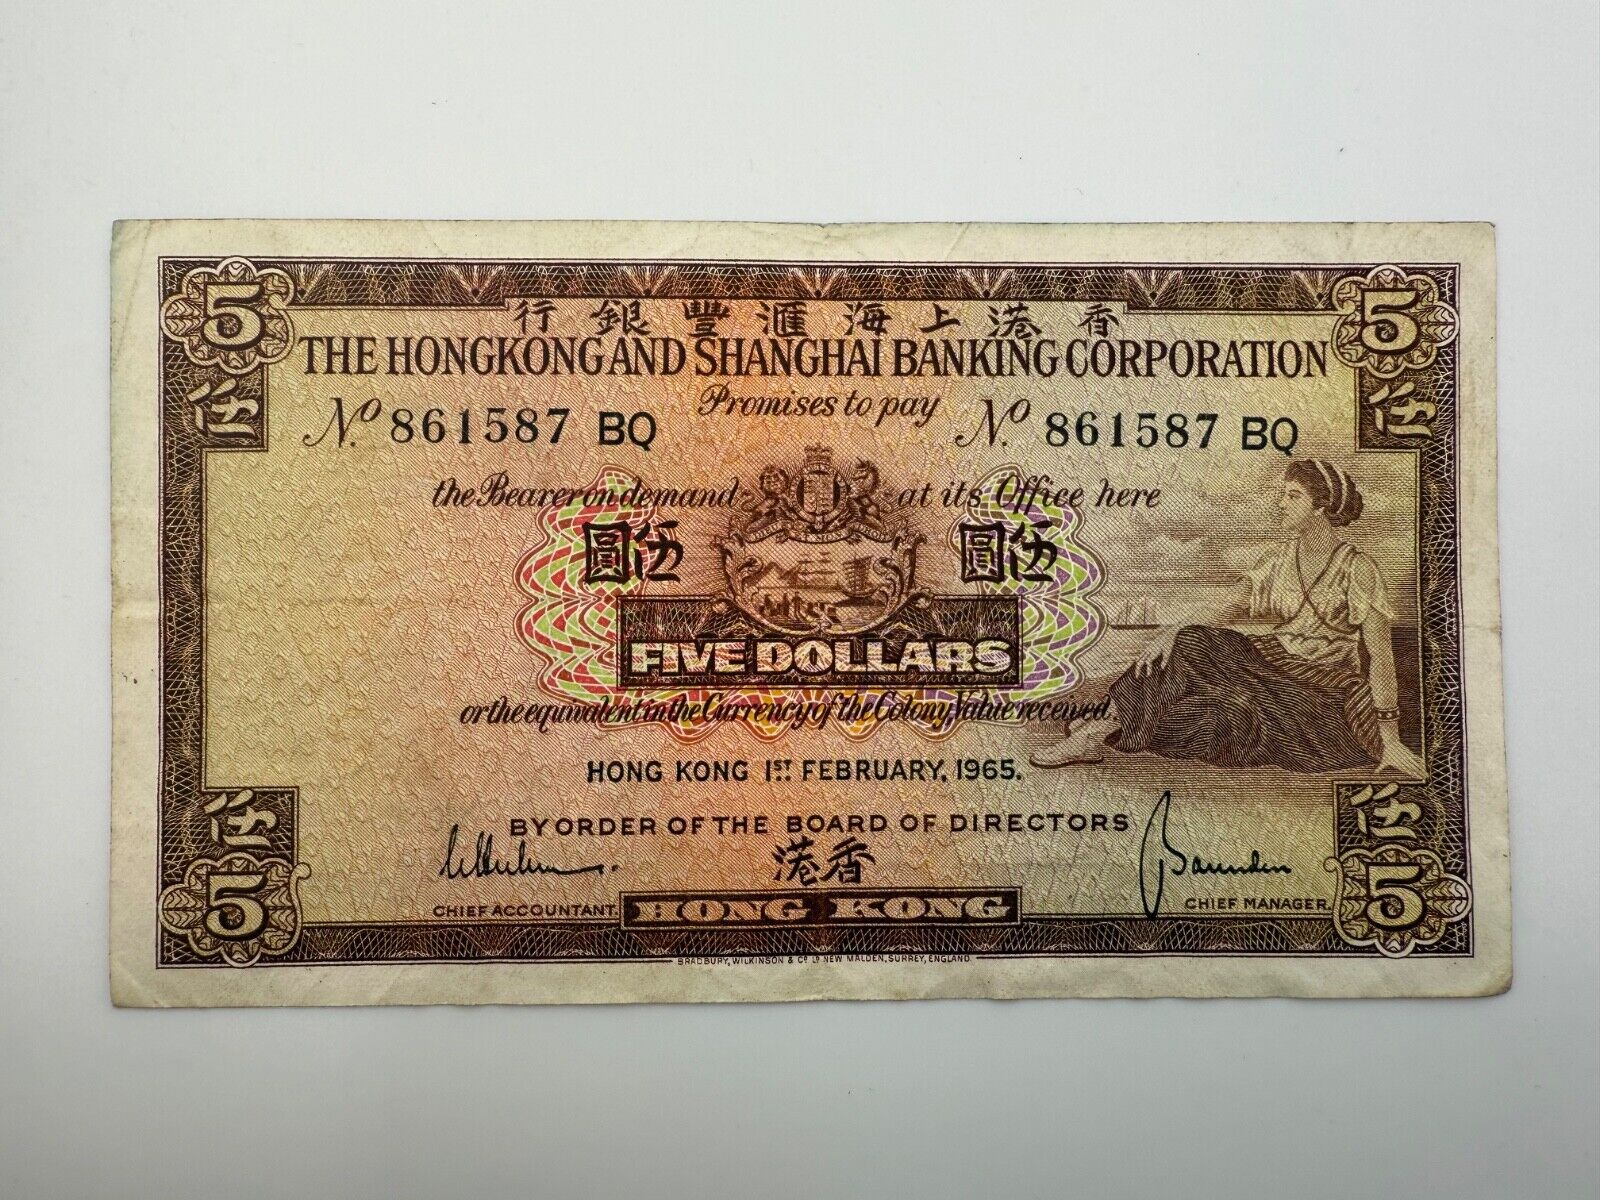 5 5
行銀豐滙海上港香
THE HONGKONG AND SHANGHAI BANKING CORPORATION
伍 伍
Promises to pay
No 861587 BQ No 861587 BQ
the Bearer on demand at its Office here
圓伍 圓伍
FIVE DOLLARS
or the equivalent in the Currency of the Colony, Value received.
HONG KONG 1ST FEBRUARY, 1965.
BY ORDER OF THE BOARD OF DIRECTORS
伍 伍
港香
5 5
CHIEF ACCOUNTANT. HONG KONG CHIEF MANAGER.
BRADBURY, WILKINSON & Co Ld NEW MALDEN, SURREY, ENGLAND.